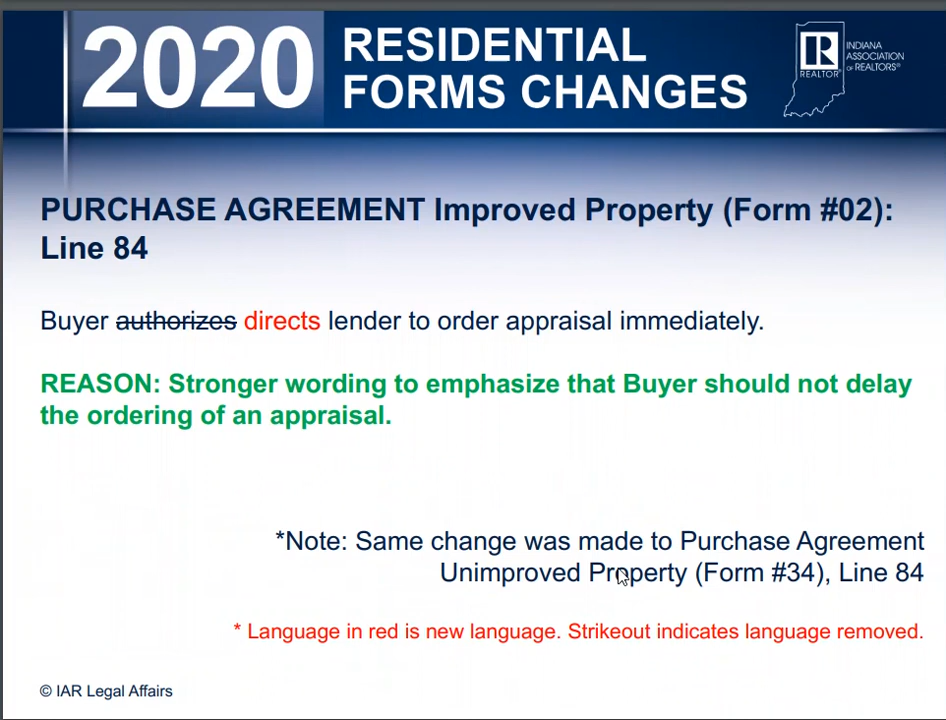 2020
RESIDENTIAL
FORMS CHANGES
R
REALTOR®
INDIANA
ASSOCIATION
OF REALTORS®
PURCHASE AGREEMENT Improved Property (Form #02):
Line 84
Buyer authorizes directs lender to order appraisal immediately.
REASON: Stronger wording to emphasize that Buyer should not delay
the ordering of an appraisal.
*Note: Same change was made to Purchase Agreement
Unimproved Property (Form #34), Line 84
* Language in red is new language. Strikeout indicates language removed.
© IAR Legal Affairs